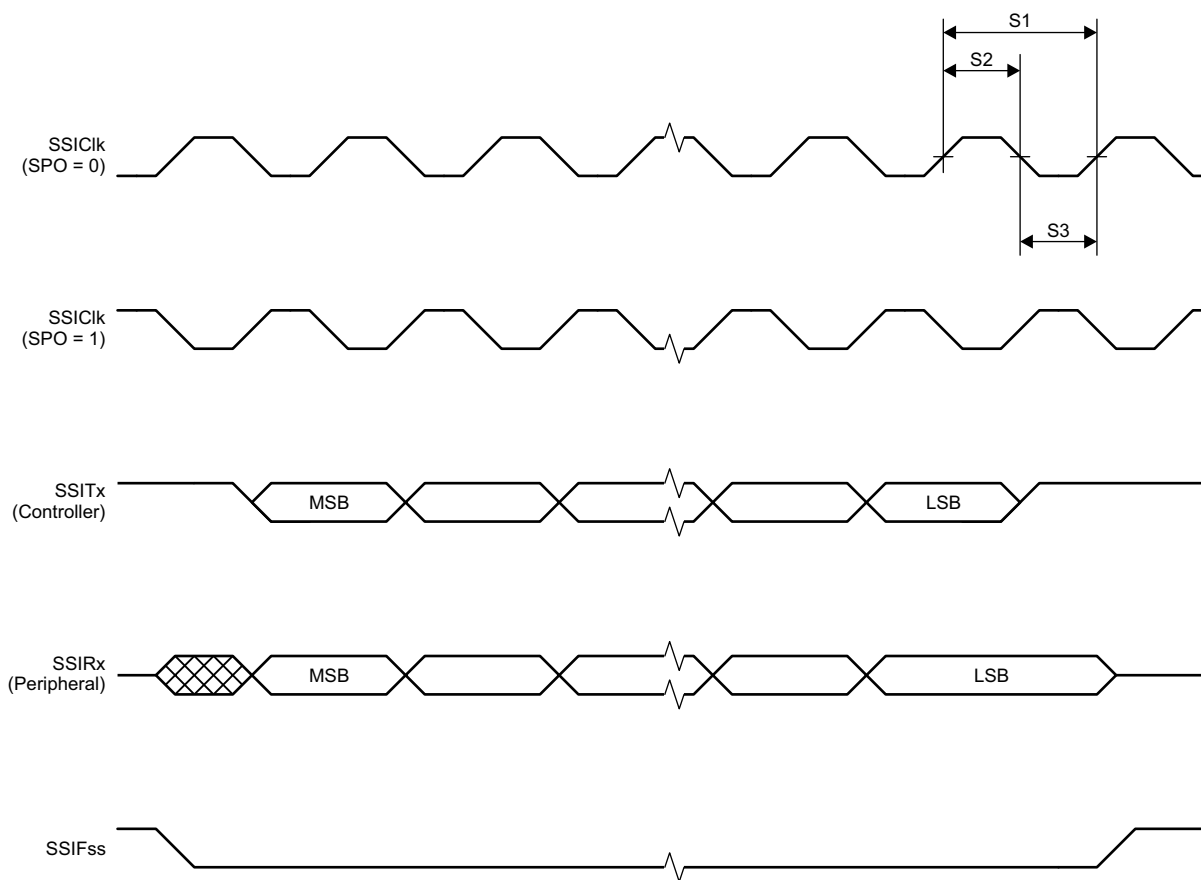 S1
S2
SSIClk
(SPO = 0)
S3
SSIClk
(SPO = 1)
SSITx
(Controller)
MSB
LSB
SSIRx
(Peripheral)
MSB
LSB
SSIFss